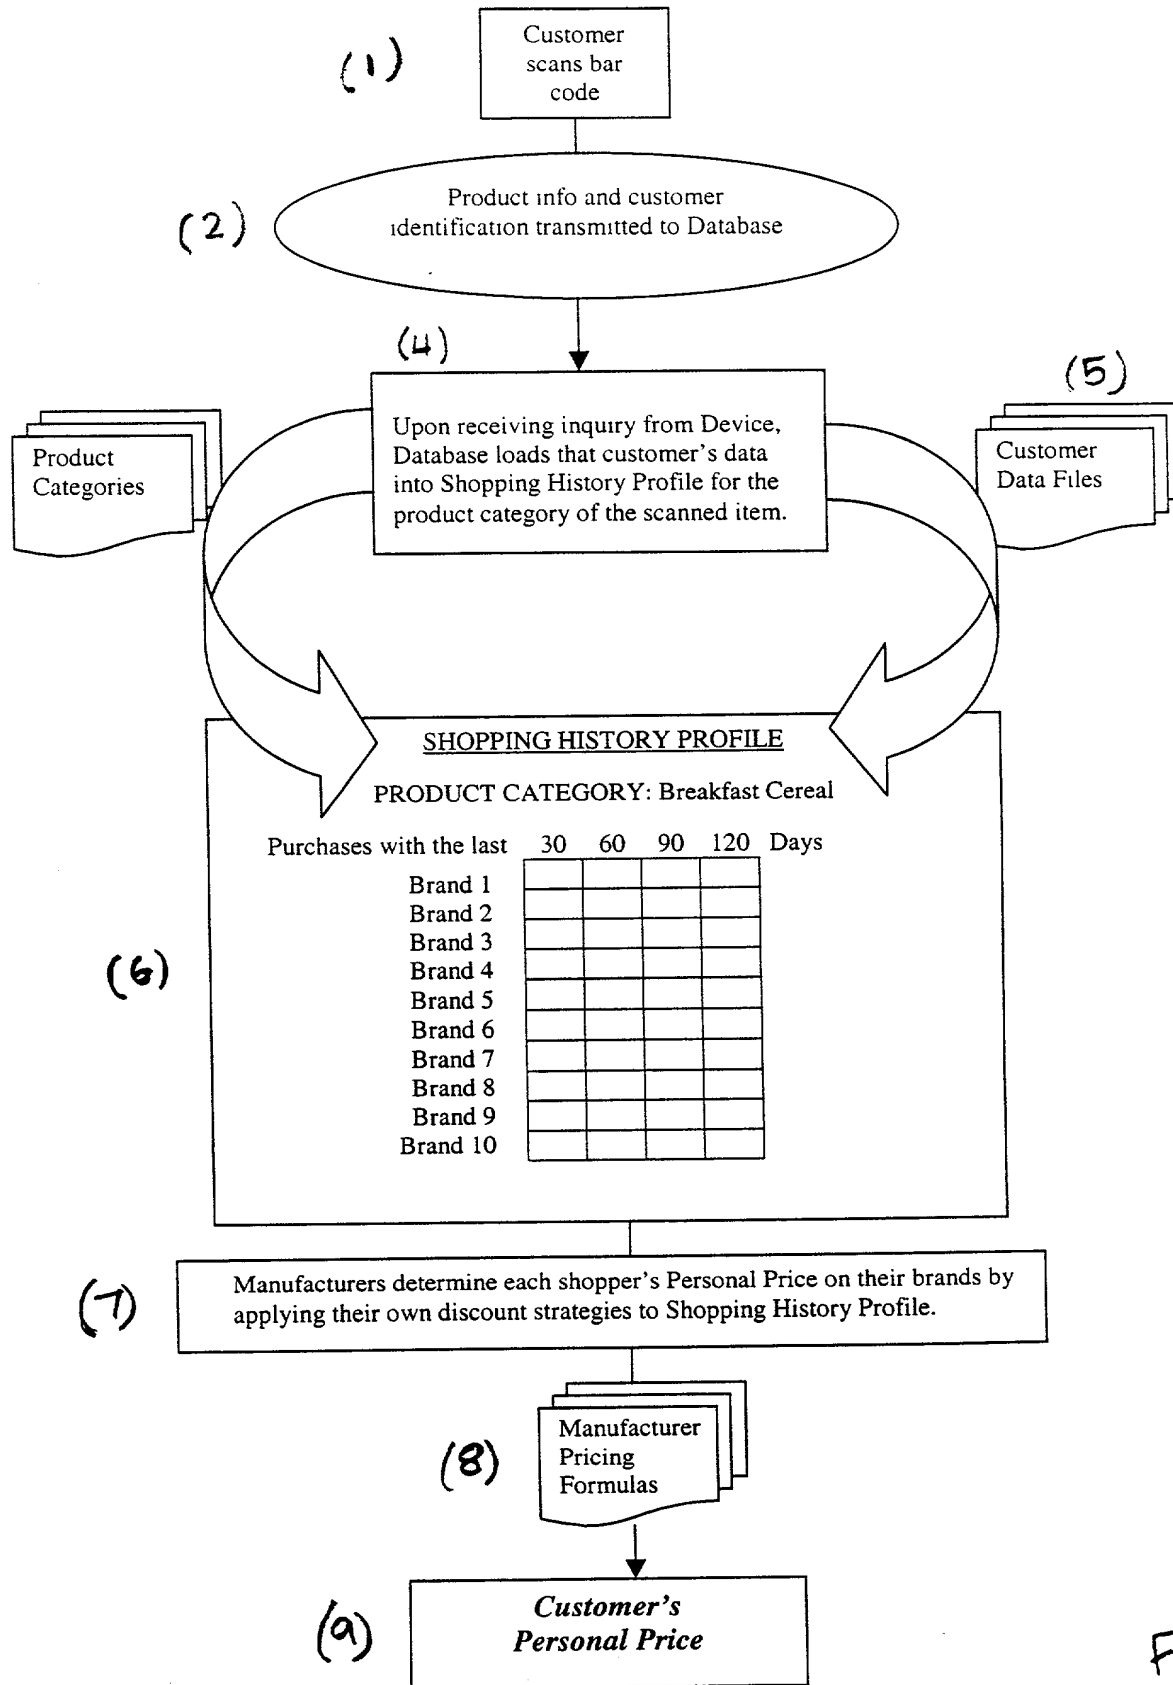 (1)
Customer
scans bar
code
(2)
Product info and customer
identification transmitted to Database
(4)
Upon receiving inquiry from Device,
Database loads that customer's data
into Shopping History Profile for the
product category of the scanned item.
Product
Categories
(5)
Customer
Data Files
SHOPPING HISTORY PROFILE
PRODUCT CATEGORY: Breakfast Cereal
Purchases with the last 30 60 90 120 Days
Brand 1
Brand 2
Brand 3
Brand 4
Brand 5
Brand 6
Brand 7
Brand 8
Brand 9
Brand 10
(6)
(7)
Manufacturers determine each shopper's Personal Price on their brands by
applying their own discount strategies to Shopping History Profile.
(8)
Manufacturer
Pricing
Formulas
(9)
Customer's
Personal Price